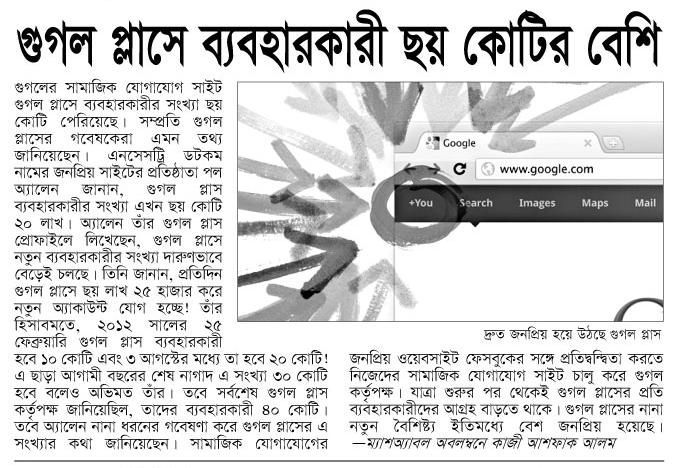 গুগল প্লাসে ব্যবহারকারী ছয় কোটির বেশি
গুগলের সামাজিক যোগাযোগ সাইট
গুগল প্লাসে ব্যবহারকারীর সংখ্যা ছয়
কোটি পেরিয়েছে। সম্প্রতি গুগল
প্লাসের গবেষকেরা এমন তথ্য
জানিয়েছেন। এনসেসট্রি ডটকম
নামের জনপ্রিয় সাইটের প্রতিষ্ঠাতা পল
অ্যালেন জানান, গুগল প্লাস
ব্যবহারকারীর সংখ্যা এখন ছয় কোটি
২০ লাখ। অ্যালেন তাঁর গুগল প্লাস
প্রোফাইলে লিখেছেন, গুগল প্লাসে
নতুন ব্যবহারকারীর সংখ্যা দারুণভাবে
বেড়েই চলছে। তিনি জানান, প্রতিদিন
গুগল প্লাসে ছয় লাখ ২৫ হাজার করে
নতুন অ্যাকাউন্ট যোগ হচ্ছে! তাঁর
হিসাবমতে, ২০১২ সালের ২৫
ফেব্রুয়ারি গুগল প্লাস ব্যবহারকারী
হবে ১০ কোটি এবং ৩ আগস্টের মধ্যে তা হবে ২০ কোটি!
এ ছাড়া আগামী বছরের শেষ নাগাদ এ সংখ্যা ৩০ কোটি
হবে বলেও অভিমত তাঁর। তবে সর্বশেষ গুগল প্লাস
কর্তৃপক্ষ জানিয়েছিল, তাদের ব্যবহারকারী ৪০ কোটি।
তবে অ্যালেন নানা ধরনের গবেষণা করে গুগল প্লাসের এ
সংখ্যার কথা জানিয়েছেন। সামাজিক যোগাযোগের
Google
www.google.com
+You Search Images Maps Mail
দ্রুত জনপ্রিয় হয়ে উঠছে গুগল প্লাস
জনপ্রিয় ওয়েবসাইট ফেসবুকের সঙ্গে প্রতিদ্বন্দ্বিতা করতে
নিজেদের সামাজিক যোগাযোগ সাইট চালু করে গুগল
কর্তৃপক্ষ। যাত্রা শুরুর পর থেকেই গুগল প্লাসের প্রতি
ব্যবহারকারীদের আগ্রহ বাড়তে থাকে। গুগল প্লাসের নানা
নতুন বৈশিষ্ট্য ইতিমধ্যে বেশ জনপ্রিয় হয়েছে।
—ম্যাশঅ্যাবল অবলম্বনে কাজী আশফাক আলম